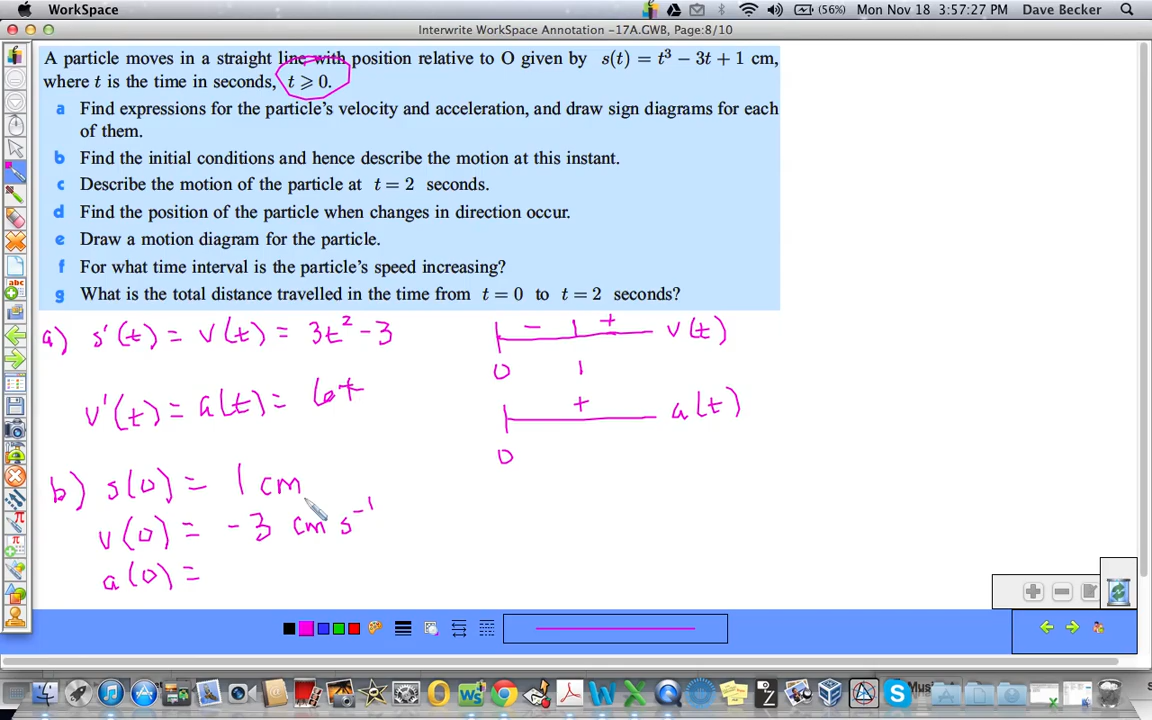 WorkSpace
(56%) Mon Nov 18 3:57:27 PM Dave Becker
Interwrite WorkSpace Annotation -17A.GWB, Page:8/10
A particle moves in a straight line with position relative to O given by s(t) = t³ − 3t + 1 cm,
where t is the time in seconds, t ⩾ 0.
a Find expressions for the particle's velocity and acceleration, and draw sign diagrams for each
of them.
b Find the initial conditions and hence describe the motion at this instant.
c Describe the motion of the particle at t = 2 seconds.
d Find the position of the particle when changes in direction occur.
e Draw a motion diagram for the particle.
f For what time interval is the particle's speed increasing?
g What is the total distance travelled in the time from t = 0 to t = 2 seconds?
a) s'(t) = v(t) = 3t² - 3
- + v(t)
0 1
v'(t) = a(t) = 6t
+ a(t)
0
b) s(0) = 1 cm
v(0) = -3 cm s⁻¹
a(0) =
abc